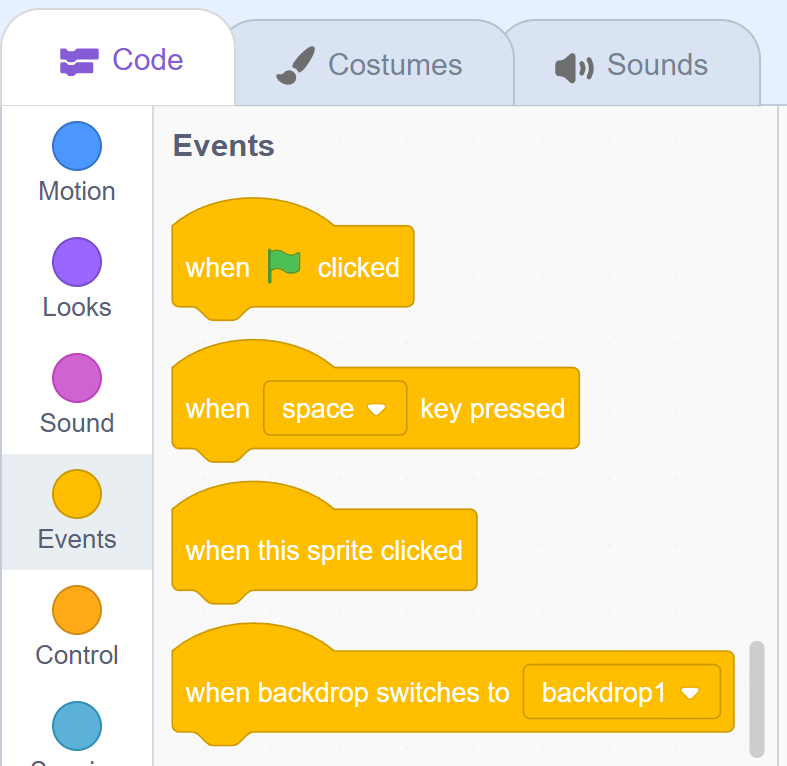 Code
Costumes
Sounds
Motion
Looks
Sound
Events
Control
Events
when clicked
when space key pressed
when this sprite clicked
when backdrop switches to backdrop1